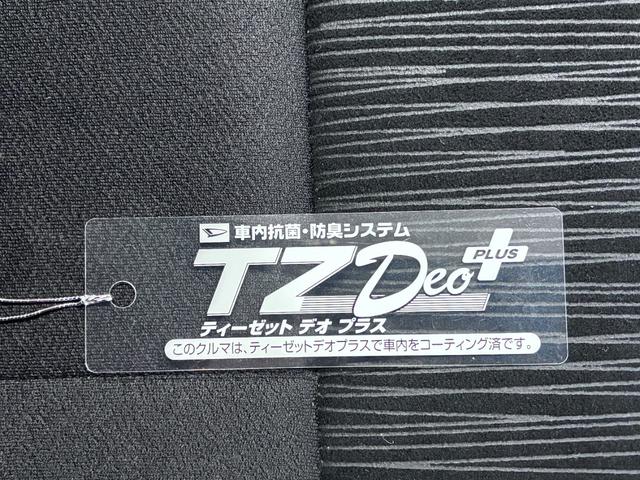 車内抗菌・防臭システム
TZ Deo PLUS
ティーゼット デオ プラス
このクルマは、ティーゼットデオプラスで車内をコーティング済です。